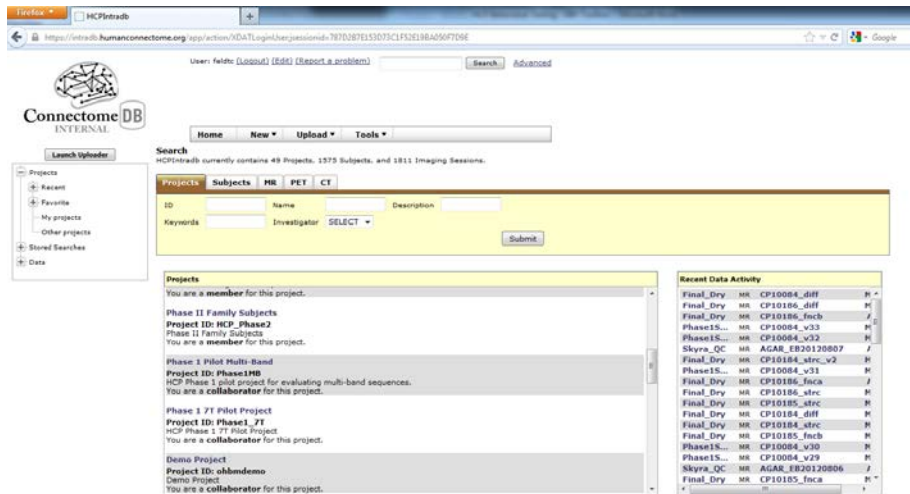 Firefox
HCPIntradb
https://intradb.humanconnectome.org/app/action/XDATLoginUser;jsessionid=
Google
User: feldtc (Logout) (Edit) (Report a problem)
Search
Advanced
Connectome DB
INTERNAL
Home New Upload Tools
Launch Uploader
Projects
Recent
Favorite
My projects
Other projects
Stored Searches
Data
Search
HCPIntradb currently contains 49 Projects, 1575 Subjects, and 1811 Imaging Sessions.
Projects Subjects MR PET CT
ID Name Description
Keywords Investigator SELECT
Submit
Projects
You are a member for this project.
Phase II Family Subjects
Project ID: HCP_Phase2
Phase II Family Subjects
You are a member for this project.
Phase 1 Pilot Multi-Band
Project ID: Phase1MB
HCP Phase 1 pilot project for evaluating multi-band sequences.
You are a collaborator for this project.
Phase 1 7T Pilot Project
Project ID: Phase1_7T
HCP Phase 1 7T Pilot Project
You are a collaborator for this project.
Demo Project
Project ID: ohbmdemo
Demo Project
You are a collaborator for this project.
Recent Data Activity
Final_Dry MR CP10084_diff
Final_Dry MR CP10186_diff
Final_Dry MR CP10186_fncb
Phase1S... MR CP10084_v33
Phase1S... MR CP10084_v32
Skyra_QC MR AGAR_EB20120807
Final_Dry MR CP10184_strc_v2
Phase1S... MR CP10084_v31
Final_Dry MR CP10186_fnca
Final_Dry MR CP10186_strc
Final_Dry MR CP10185_strc
Final_Dry MR CP10184_diff
Final_Dry MR CP10184_strc
Final_Dry MR CP10185_fncb
Phase1S... MR CP10084_v30
Phase1S... MR CP10084_v29
Skyra_QC MR AGAR_EB20120806
Final_Dry MR CP10185_fnca